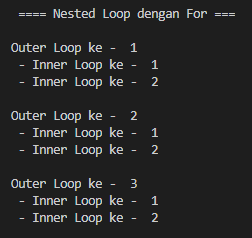 ==== Nested Loop dengan For ===
Outer Loop ke -  1
- Inner Loop ke -  1
- Inner Loop ke -  2
Outer Loop ke -  2
- Inner Loop ke -  1
- Inner Loop ke -  2
Outer Loop ke -  3
- Inner Loop ke -  1
- Inner Loop ke -  2